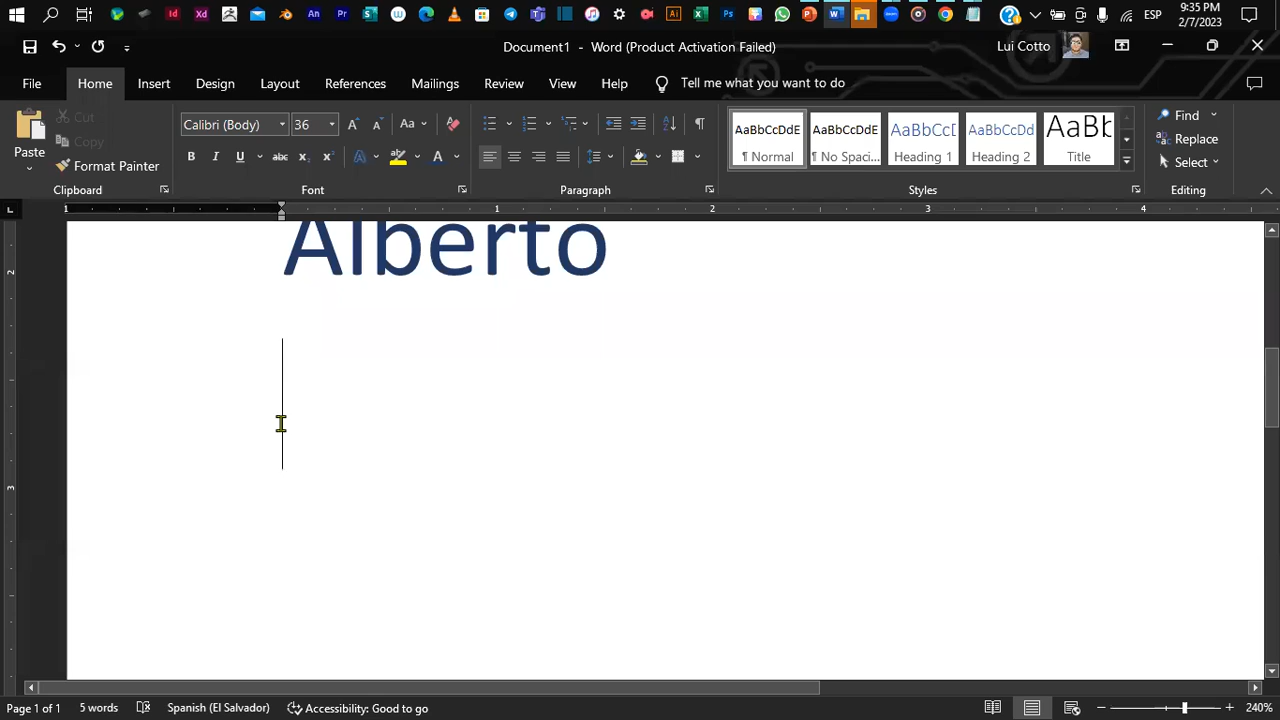 9:35 PM
ESP
2/7/2023
Document1 - Word (Product Activation Failed)
Lui Cotto
File Home Insert Design Layout References Mailings Review View Help Tell me what you want to do
Paste
Cut
Copy
Format Painter
Clipboard
Calibri (Body) 36
Font
Paragraph
AaBbCcDdE AaBbCcDdE AaBbCc AaBbCcDd AaBb
¶ Normal ¶ No Spaci... Heading 1 Heading 2 Title
Styles
Find
Replace
Select
Editing
1 1 2 3 4
Alberto
2
3
Page 1 of 1 5 words Spanish (El Salvador) Accessibility: Good to go 240%